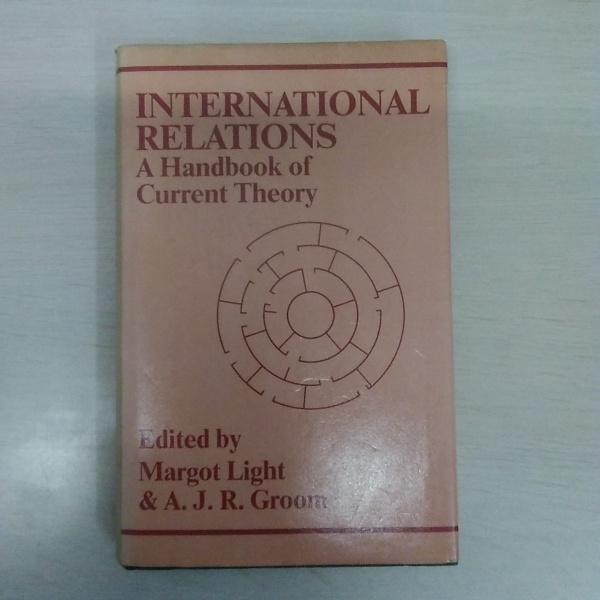 INTERNATIONAL
RELATIONS
A Handbook of
Current Theory
Edited by
Margot Light
& A. J. R. Groom